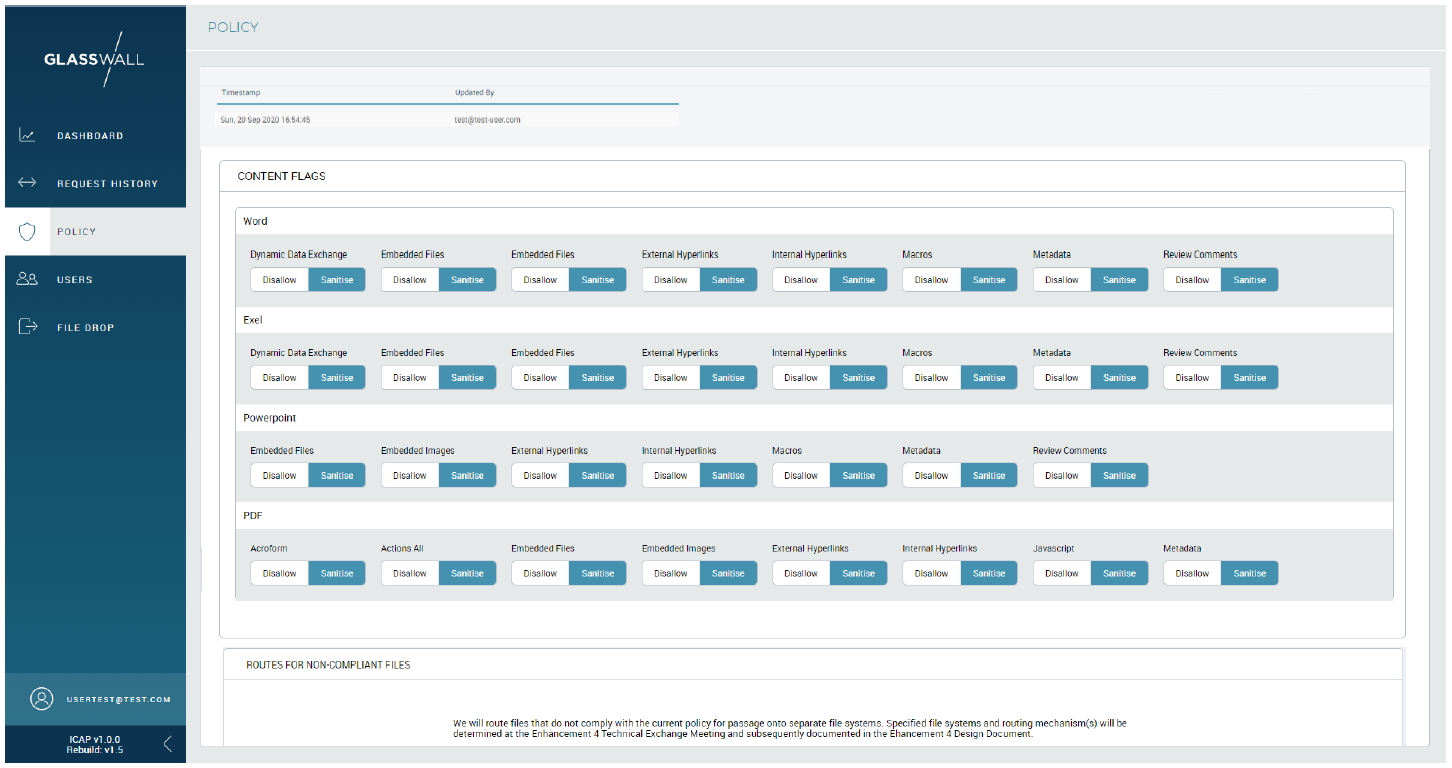 GLASSWALL
POLICY
DASHBOARD
REQUEST HISTORY
POLICY
USERS
FILE DROP
USERTEST@TEST.COM
ICAP v1.0.0
Rebuild: v1.5
Timestamp Updated By
Sun, 20 Sep 2020 16:54:45 test@test-user.com
CONTENT FLAGS
Word
Dynamic Data Exchange Embedded Files Embedded Files External Hyperlinks Internal Hyperlinks Macros Metadata Review Comments
Disallow Sanitise Disallow Sanitise Disallow Sanitise Disallow Sanitise Disallow Sanitise Disallow Sanitise Disallow Sanitise Disallow Sanitise
Exel
Dynamic Data Exchange Embedded Files Embedded Files External Hyperlinks Internal Hyperlinks Macros Metadata Review Comments
Disallow Sanitise Disallow Sanitise Disallow Sanitise Disallow Sanitise Disallow Sanitise Disallow Sanitise Disallow Sanitise Disallow Sanitise
Powerpoint
Embedded Files Embedded Images External Hyperlinks Internal Hyperlinks Macros Metadata Review Comments
Disallow Sanitise Disallow Sanitise Disallow Sanitise Disallow Sanitise Disallow Sanitise Disallow Sanitise Disallow Sanitise
PDF
Acroform Actions All Embedded Files Embedded Images External Hyperlinks Internal Hyperlinks Javascript Metadata
Disallow Sanitise Disallow Sanitise Disallow Sanitise Disallow Sanitise Disallow Sanitise Disallow Sanitise Disallow Sanitise Disallow Sanitise
ROUTES FOR NON-COMPLIANT FILES
We will route files that do not comply with the current policy for passage onto separate file systems. Specified file systems and routing mechanism(s) will be
determined at the Enhancement 4 Technical Exchange Meeting and subsequently documented in the Ehancement 4 Design Document.